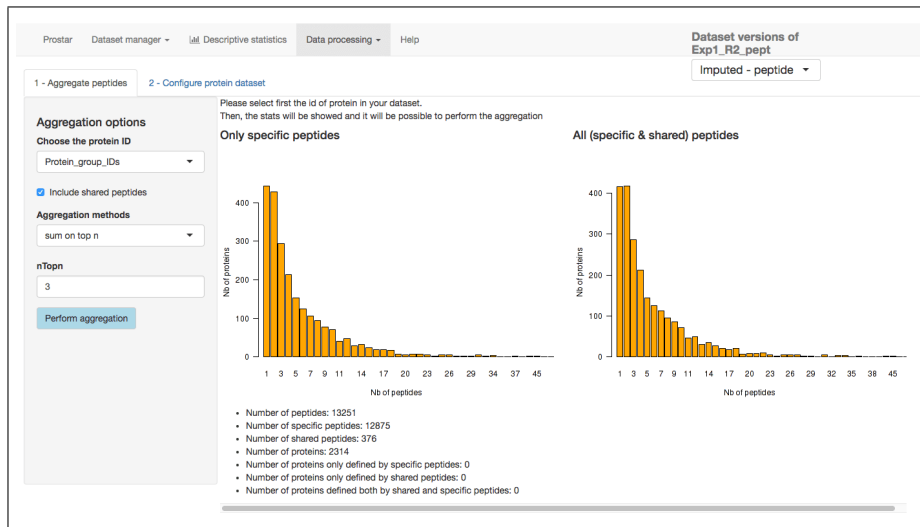 Prostar Dataset manager Descriptive statistics Data processing Help
Dataset versions of
Exp1_R2_pept
Imputed - peptide
1 - Aggregate peptides 2 - Configure protein dataset
Please select first the id of protein in your dataset.
Then, the stats will be showed and it will be possible to perform the aggregation
Aggregation options
Choose the protein ID
Protein_group_IDs
Include shared peptides
Aggregation methods
sum on top n
nTopn
3
Perform aggregation
Only specific peptides
Nb of proteins
400
300
200
100
0
1 3 5 7 9 11 14 17 20 23 26 29 34 37 45
Nb of peptides
All (specific & shared) peptides
Nb of proteins
400
300
200
100
0
1 3 5 7 9 11 14 17 20 23 26 29 32 35 38 45
Nb of peptides
Number of peptides: 13251
Number of specific peptides: 12875
Number of shared peptides: 376
Number of proteins: 2314
Number of proteins only defined by specific peptides: 0
Number of proteins only defined by shared peptides: 0
Number of proteins defined both by shared and specific peptides: 0